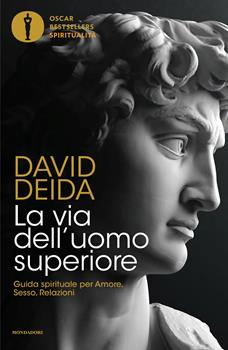 OSCAR
BESTSELLERS
SPIRITUALITÀ
DAVID
DEIDA
La via
dell'uomo
superiore
Guida spirituale per Amore,
Sesso, Relazioni
MONDADORI